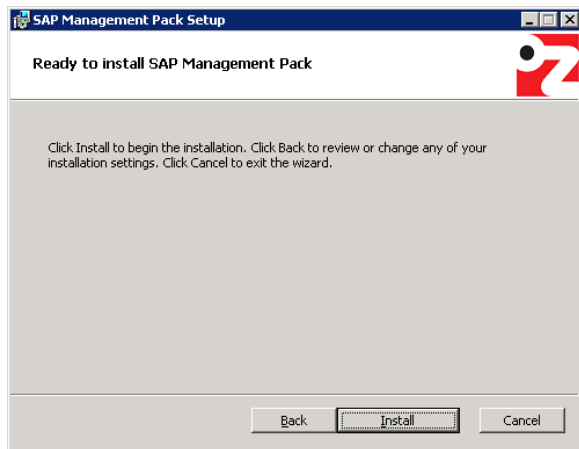 SAP Management Pack Setup
Ready to install SAP Management Pack
Click Install to begin the installation. Click Back to review or change any of your
installation settings. Click Cancel to exit the wizard.
Back Install Cancel